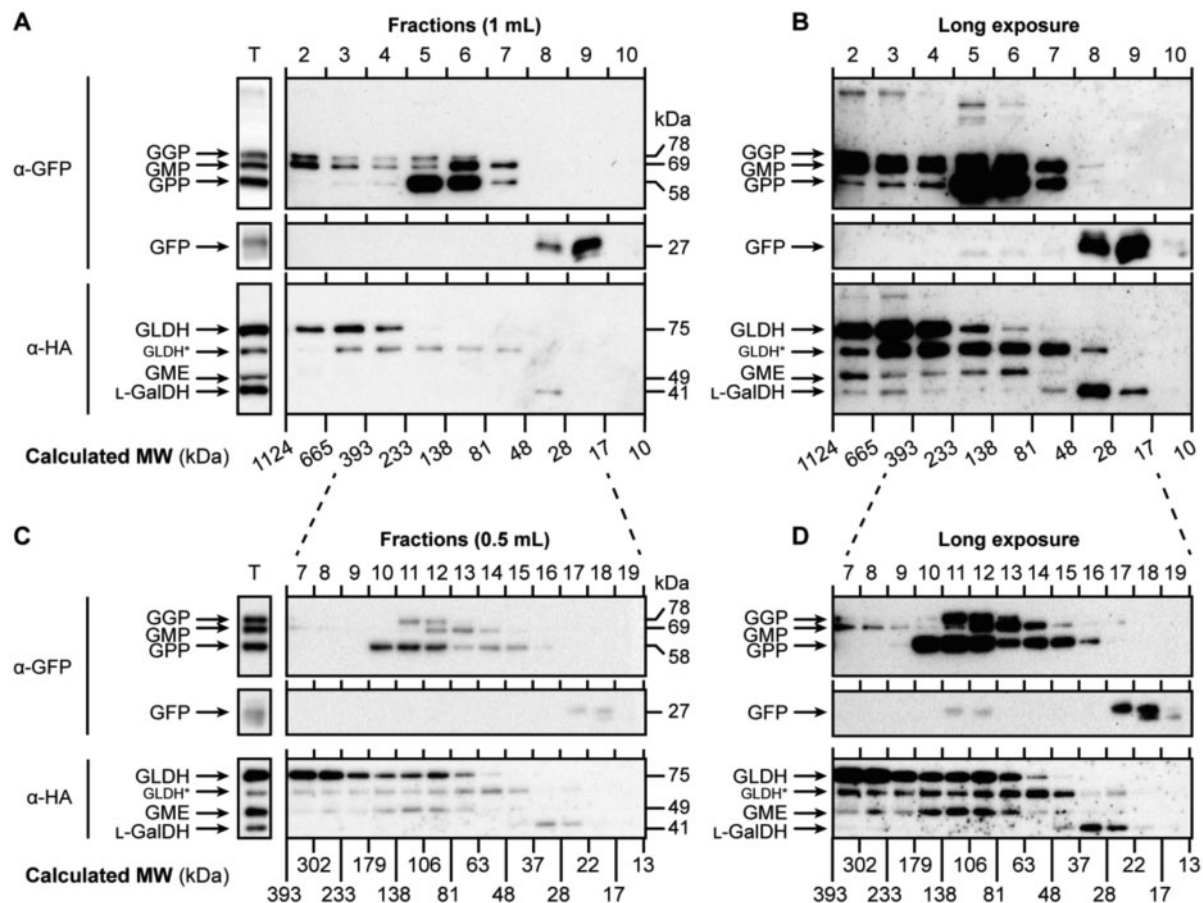 A
Fractions (1 mL)
T 2 3 4 5 6 7 8 9 10
kDa
α-GFP
GGP 78
GMP 69
GPP 58
GFP 27
α-HA
GLDH 75
GLDH*
GME 49
L-GalDH 41
Calculated MW (kDa) 1124 665 393 233 138 81 48 28 17 10
B
Long exposure
2 3 4 5 6 7 8 9 10
GGP
GMP
GPP
GFP
GLDH
GLDH*
GME
L-GalDH
1124 665 393 233 138 81 48 28 17 10
C
Fractions (0.5 mL)
T 7 8 9 10 11 12 13 14 15 16 17 18 19
kDa
α-GFP
GGP 78
GMP 69
GPP 58
GFP 27
α-HA
GLDH 75
GLDH*
GME 49
L-GalDH 41
Calculated MW (kDa)
302 179 106 63 37 22 13
393 233 138 81 48 28 17
D
Long exposure
7 8 9 10 11 12 13 14 15 16 17 18 19
GGP
GMP
GPP
GFP
GLDH
GLDH*
GME
L-GalDH
302 179 106 63 37 22 13
393 233 138 81 48 28 17